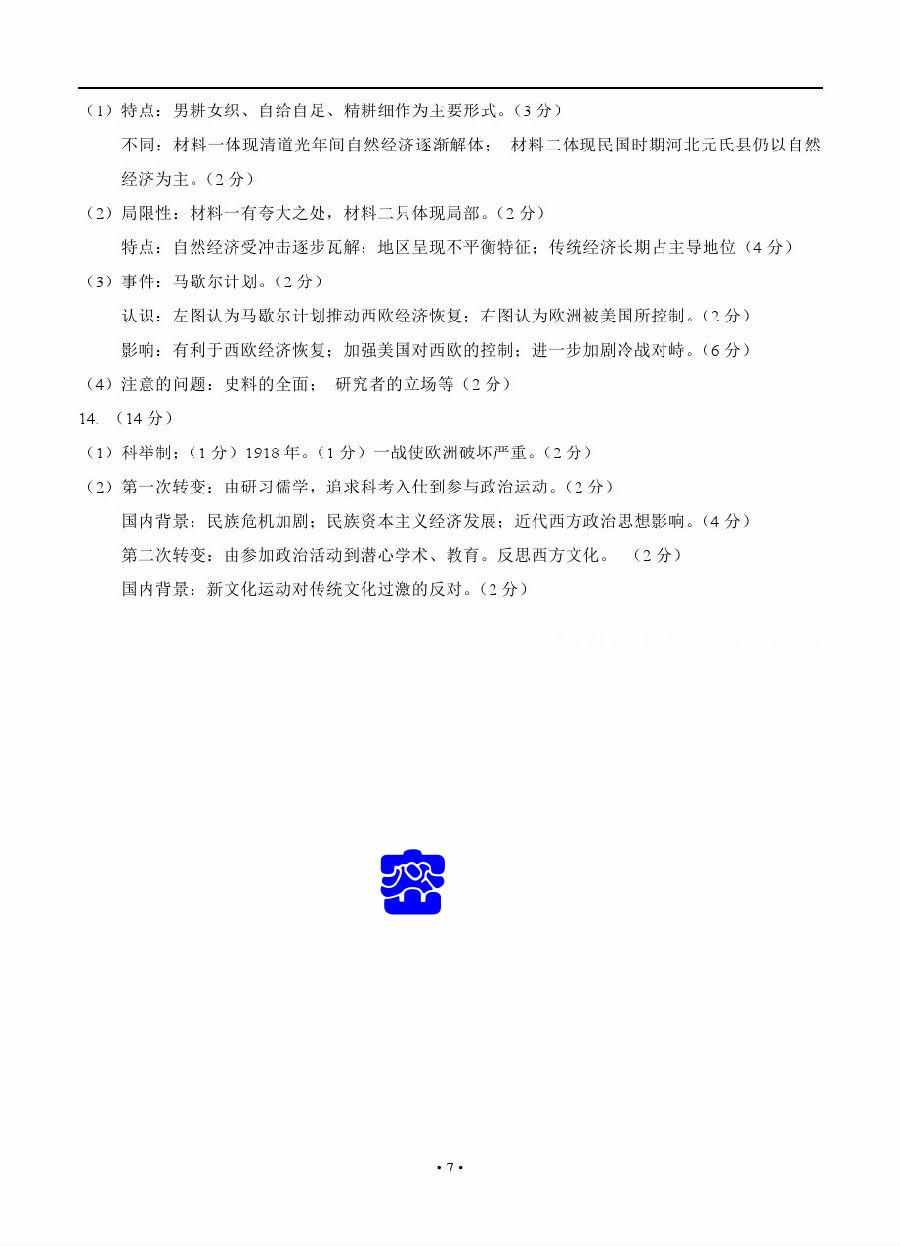 （1）特点：男耕女织、自给自足、精耕细作为主要形式。（3分）
不同：材料一体现清道光年间自然经济逐渐解体； 材料二体现民国时期河北元氏县仍以自然
经济为主。（2分）
（2）局限性：材料一有夸大之处，材料二只体现局部。（2分）
特点：自然经济受冲击逐步瓦解；地区呈现不平衡特征；传统经济长期占主导地位（4分）
（3）事件：马歇尔计划。（2分）
认识：左图认为马歇尔计划推动西欧经济恢复；右图认为欧洲被美国所控制。（2分）
影响：有利于西欧经济恢复；加强美国对西欧的控制；进一步加剧冷战对峙。（6分）
（4）注意的问题：史料的全面； 研究者的立场等（2分）
14. （14分）
（1）科举制；（1分）1918年。（1分）一战使欧洲破坏严重。（2分）
（2）第一次转变：由研习儒学，追求科考入仕到参与政治运动。（2分）
国内背景：民族危机加剧；民族资本主义经济发展；近代西方政治思想影响。（4分）
第二次转变：由参加政治活动到潜心学术、教育。反思西方文化。 （2分）
国内背景：新文化运动对传统文化过激的反对。（2分）
• 7 •